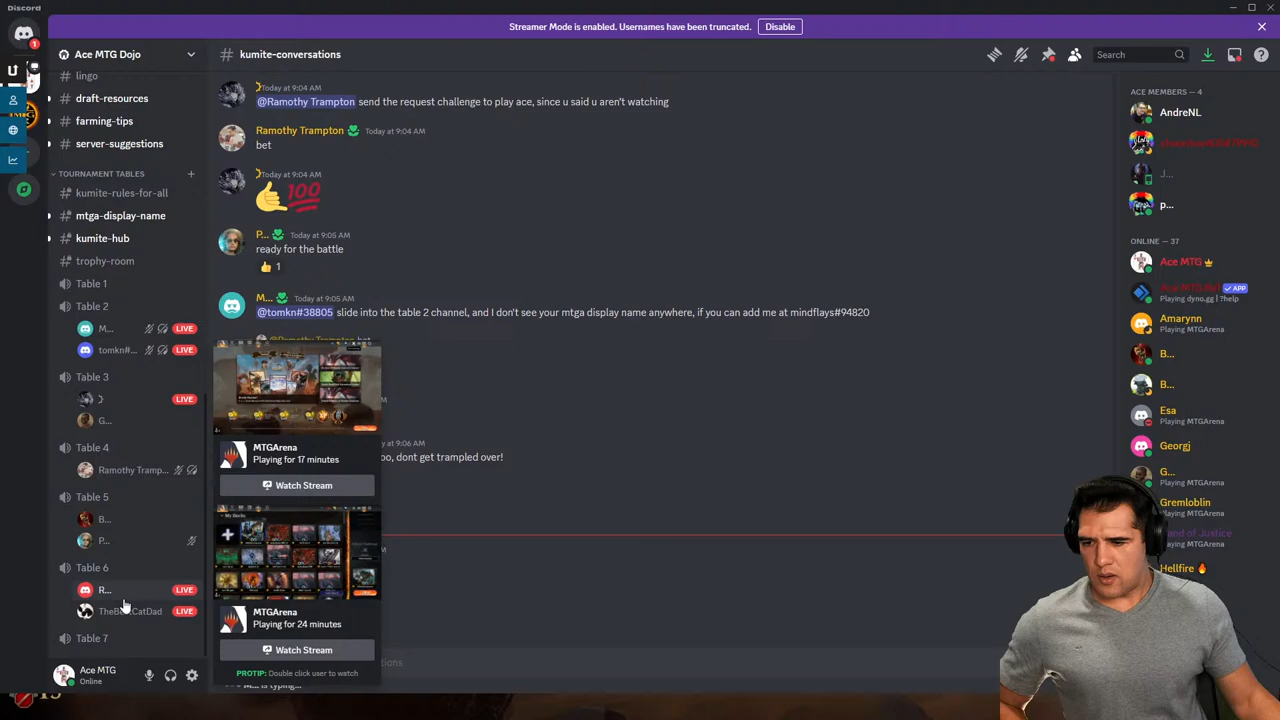 Discord
Streamer Mode is enabled. Usernames have been truncated.
Disable
1
Ace MTG Dojo
lingo
draft-resources
farming-tips
server-suggestions
TOURNAMENT TABLES
kumite-rules-for-all
mtga-display-name
kumite-hub
trophy-room
Table 1
Table 2
M...
LIVE
tomkn#...
LIVE
Table 3
LIVE
G...
Table 4
Ramothy Tramp...
Table 5
B...
P...
Table 6
R...
LIVE
LIVE
Table 7
Ace MTG
Online
kumite-conversations
Search
Today at 9:04 AM
@Ramothy Trampton send the request challenge to play ace, since u said u aren't watching
Ramothy Trampton
Today at 9:04 AM
bet
Today at 9:04 AM
100
P...
Today at 9:05 AM
ready for the battle
1
M...
Today at 9:05 AM
@tomkn#38805 slide into the table 2 channel, and I don't see your mtga display name anywhere, if you can add me at mindflays#94820
MTGArena
Playing for 17 minutes
Watch Stream
at 9:06 AM
oo, dont get trampled over!
My Decks
MTGArena
Playing for 24 minutes
Watch Stream
PROTIP: Double click user to watch
M... is typing...
ACE MEMBERS — 4
AndreNL
J...
p...
ONLINE — 37
Ace MTG
APP
Playing dyno.gg | ?help
Amarynn
Playing MTGArena
B...
B...
Esa
Playing MTGArena
Georgj
G...
Playing MTGArena
Gremloblin
Playing MTGArena
Playing MTGArena
Hellfire